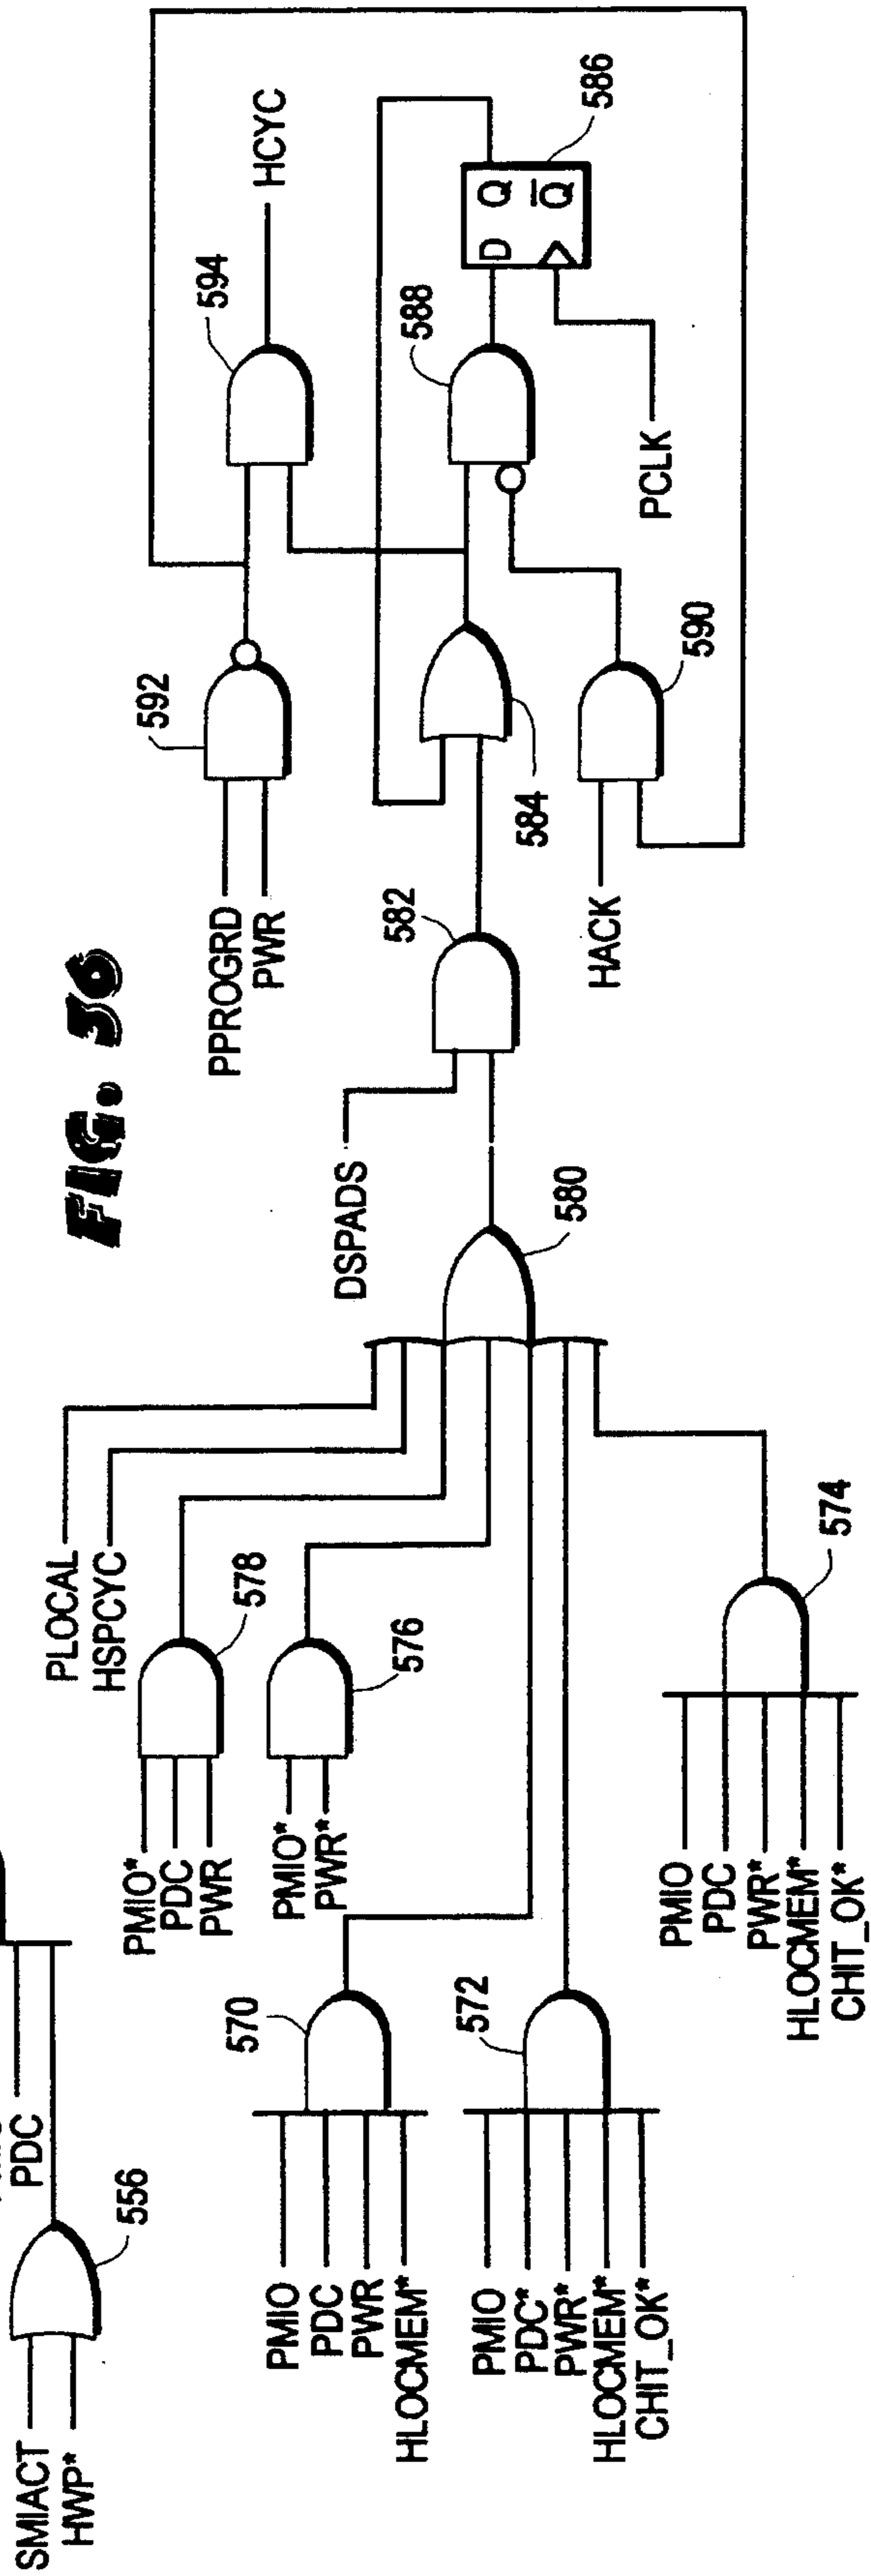 SMIACT
HWP*
556
PDC
FIG. 36
PLOCAL
HSPCYC
PMIO*
PDC
PWR
578
PMIO*
PWR*
576
PMIO
PDC
PWR
HLOCMEM*
570
PMIO
PDC*
PWR*
HLOCMEM*
CHIT_OK*
572
PMIO
PDC
PWR*
HLOCMEM*
CHIT_OK*
574
580
DSPADS
582
PPROGRD
PWR
592
584
HACK
590
594
HCYC
588
D Q
Q
586
PCLK